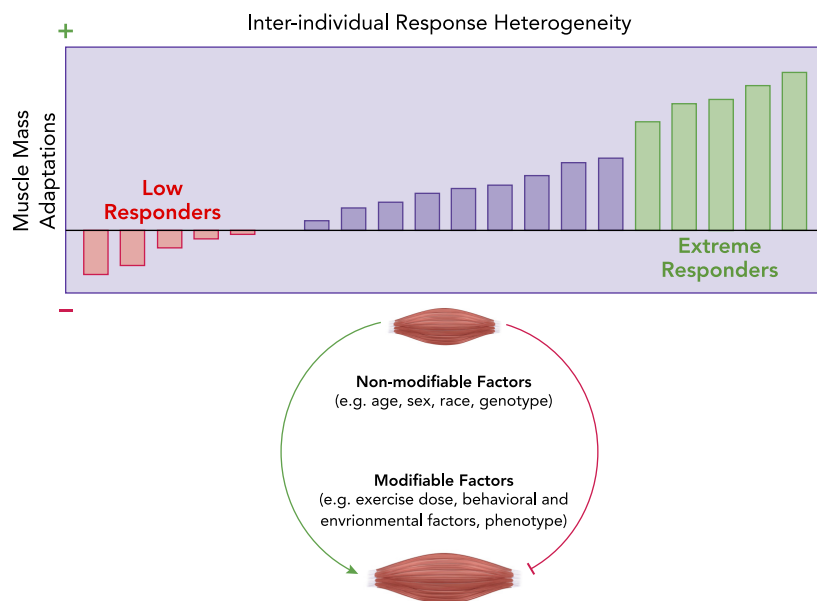 Inter-individual Response Heterogeneity
+
Muscle Mass
Adaptations
Low
Responders
Extreme
Responders
–
Non-modifiable Factors
(e.g. age, sex, race, genotype)
Modifiable Factors
(e.g. exercise dose, behavioral and
envrionmental factors, phenotype)